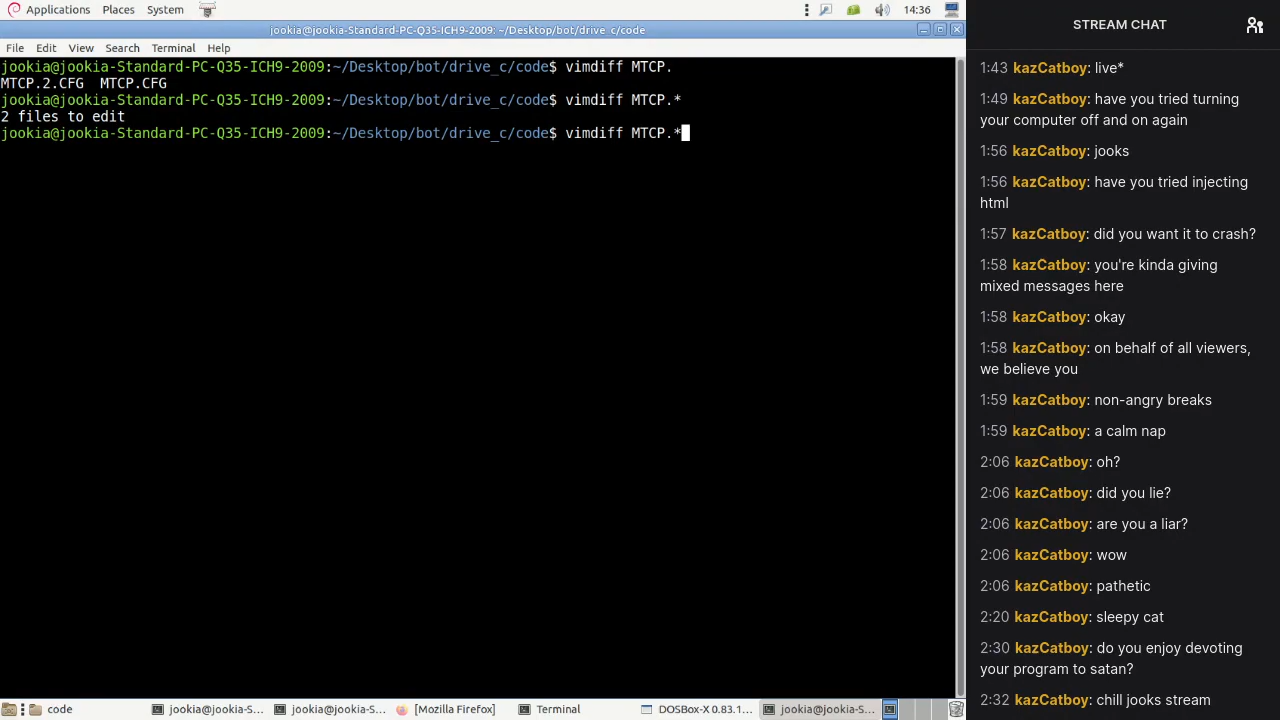 Applications Places System 14:36
jookia@jookia-Standard-PC-Q35-ICH9-2009: ~/Desktop/bot/drive_c/code
File Edit View Search Terminal Help
jookia@jookia-Standard-PC-Q35-ICH9-2009:~/Desktop/bot/drive_c/code$ vimdiff MTCP.
MTCP.2.CFG MTCP.CFG
jookia@jookia-Standard-PC-Q35-ICH9-2009:~/Desktop/bot/drive_c/code$ vimdiff MTCP.*
2 files to edit
jookia@jookia-Standard-PC-Q35-ICH9-2009:~/Desktop/bot/drive_c/code$ vimdiff MTCP.*
code jookia@jookia-S... jookia@jookia-S... [Mozilla Firefox] Terminal DOSBox-X 0.83.1... jookia@jookia-S...
STREAM CHAT
1:43 kazCatboy: live*
1:49 kazCatboy: have you tried turning
your computer off and on again
1:56 kazCatboy: jooks
1:56 kazCatboy: have you tried injecting
html
1:57 kazCatboy: did you want it to crash?
1:58 kazCatboy: you're kinda giving
mixed messages here
1:58 kazCatboy: okay
1:58 kazCatboy: on behalf of all viewers,
we believe you
1:59 kazCatboy: non-angry breaks
1:59 kazCatboy: a calm nap
2:06 kazCatboy: oh?
2:06 kazCatboy: did you lie?
2:06 kazCatboy: are you a liar?
2:06 kazCatboy: wow
2:06 kazCatboy: pathetic
2:20 kazCatboy: sleepy cat
2:30 kazCatboy: do you enjoy devoting
your program to satan?
2:32 kazCatboy: chill jooks stream